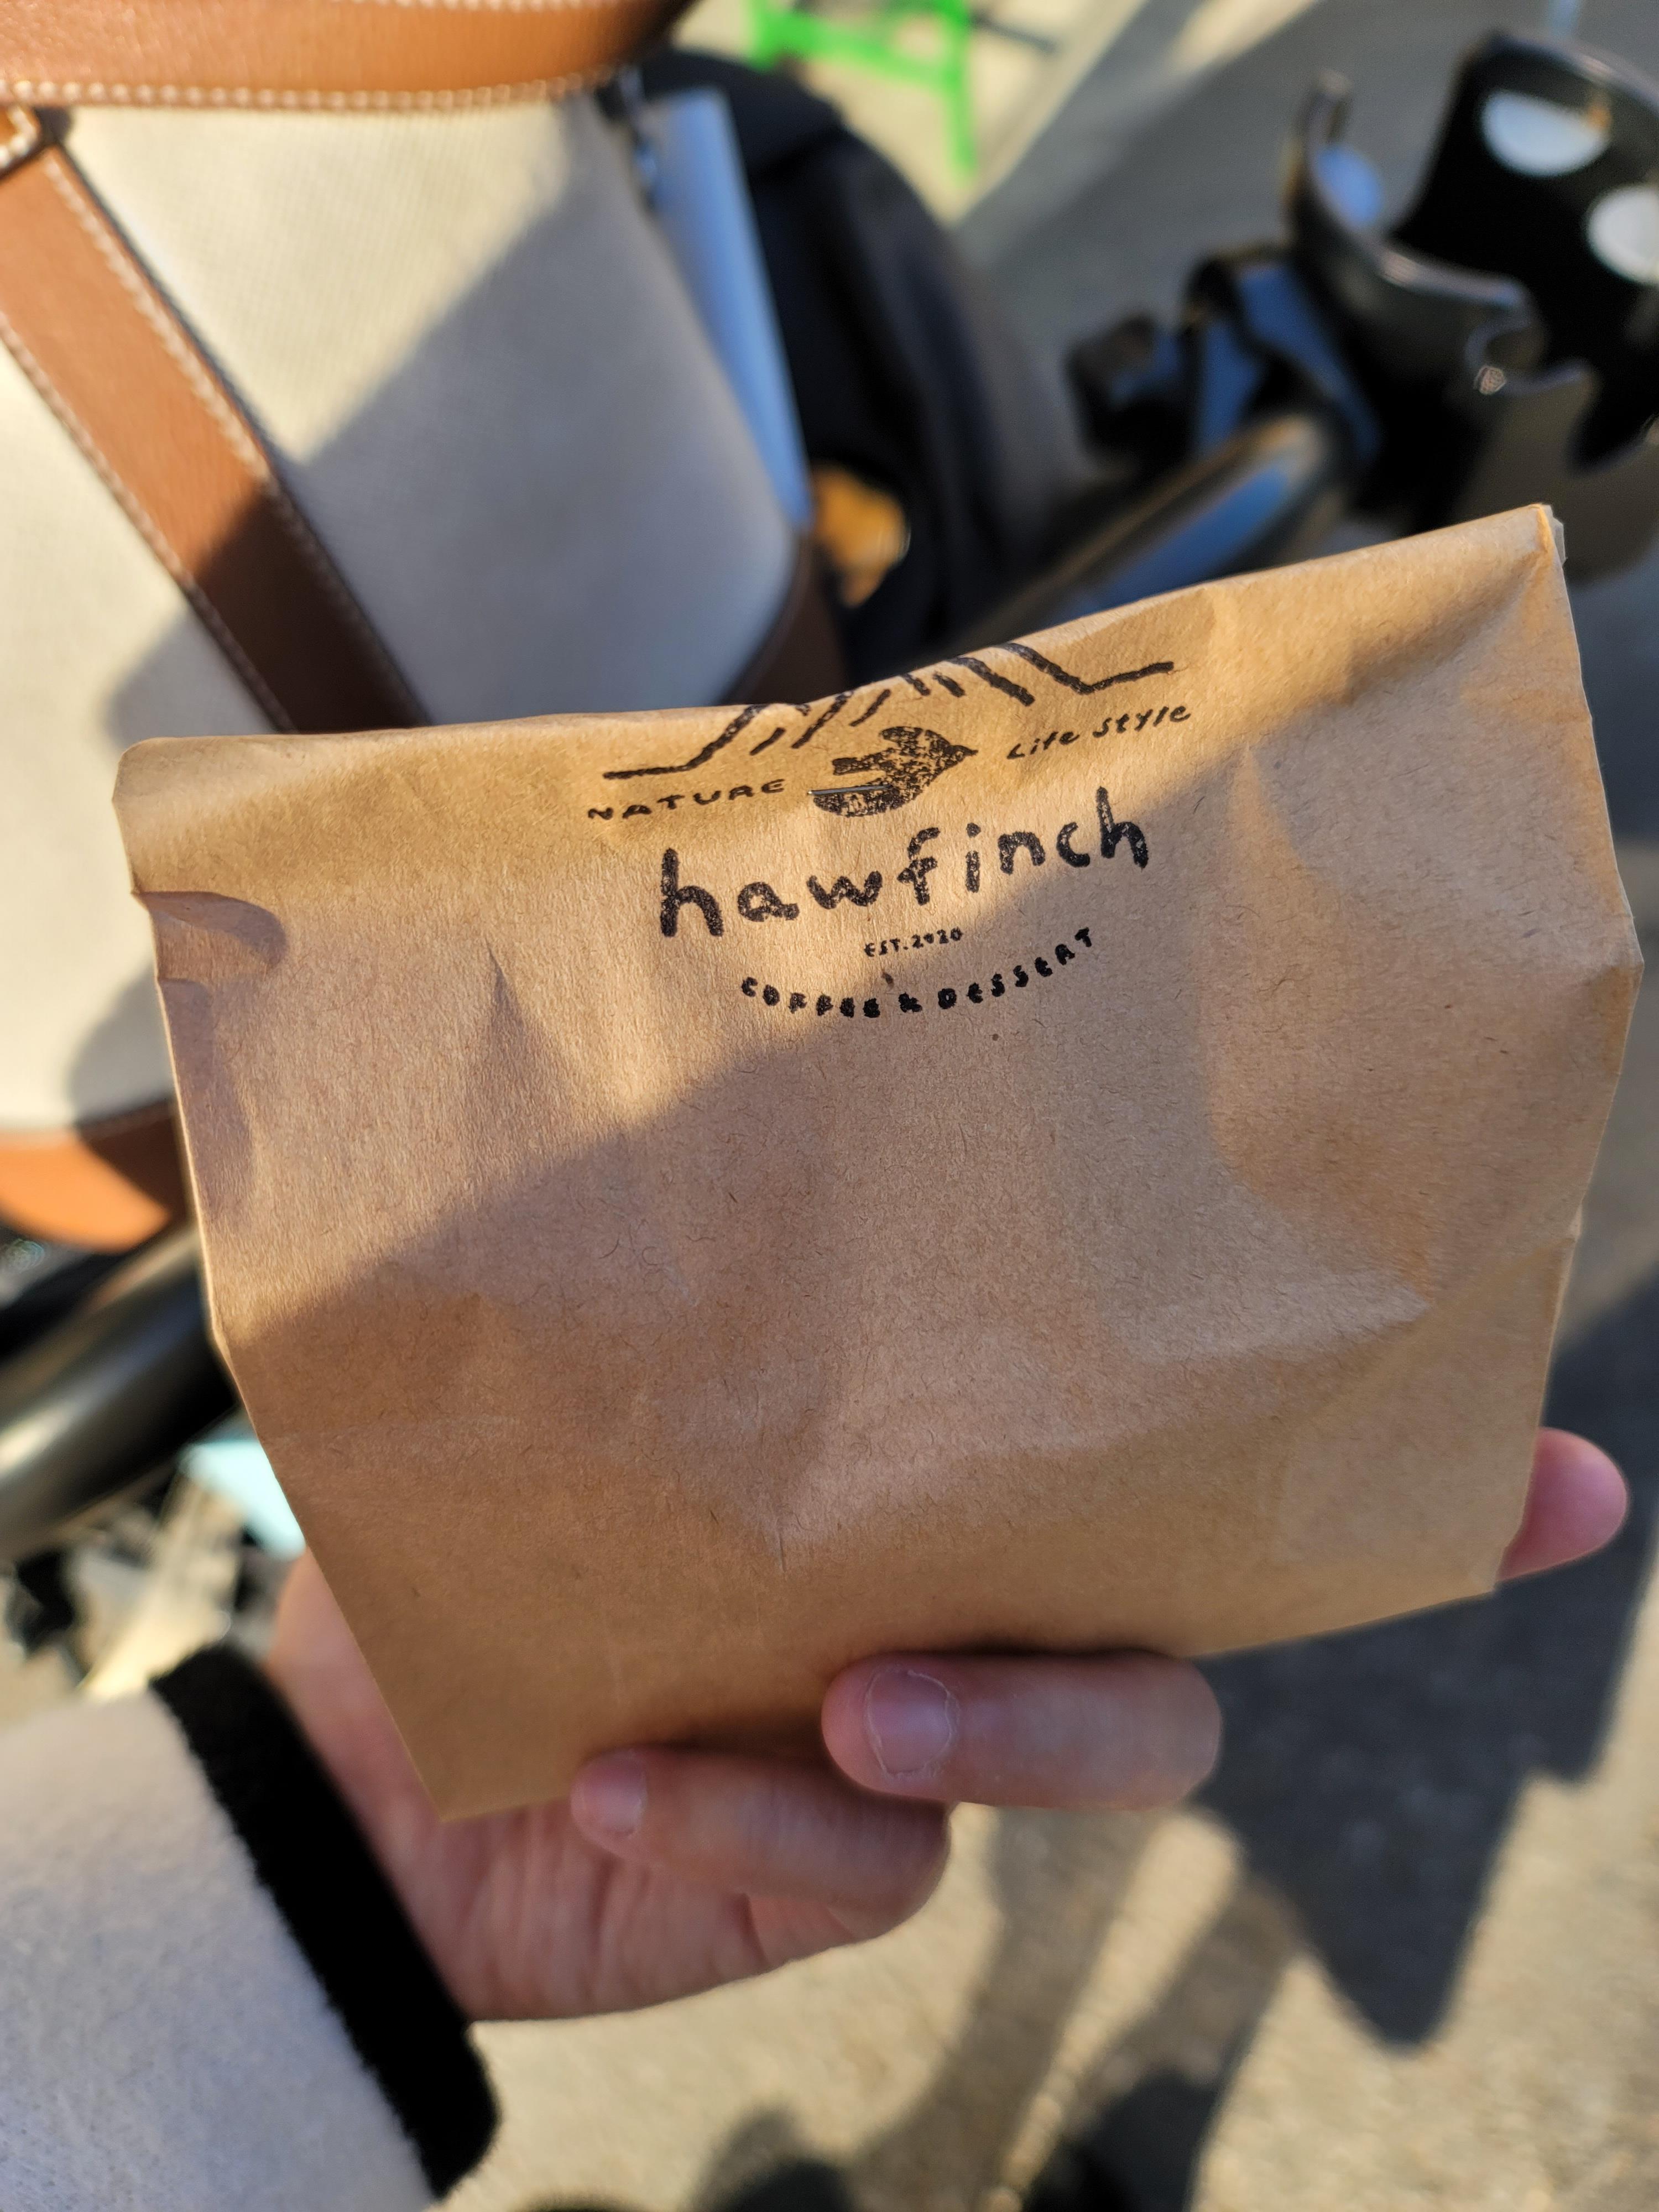 NATURE Life Style
hawfinch
EST.2020
COFFEE & DESSERT